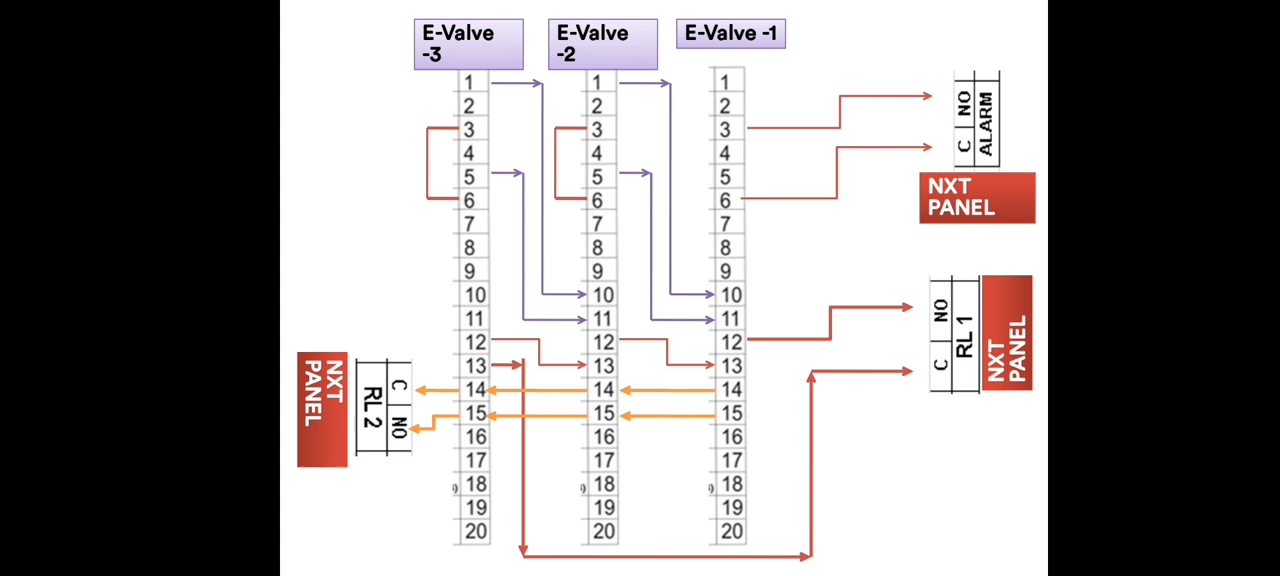 E-Valve
-3
E-Valve
-2
E-Valve -1
1 1 1
2 2 2
3 3 3
4 4 4
5 5 5
6 6 6
7 7 7
8 8 8
9 9 9
10 10 10
11 11 11
12 12 12
13 13 13
14 14 14
15 15 15
16 16 16
17 17 17
18 18 18
19 19 19
20 20 20
C NO
ALARM
NXT
PANEL
C NO
RL 1
NXT
PANEL
NXT
PANEL
RL 2
C NO